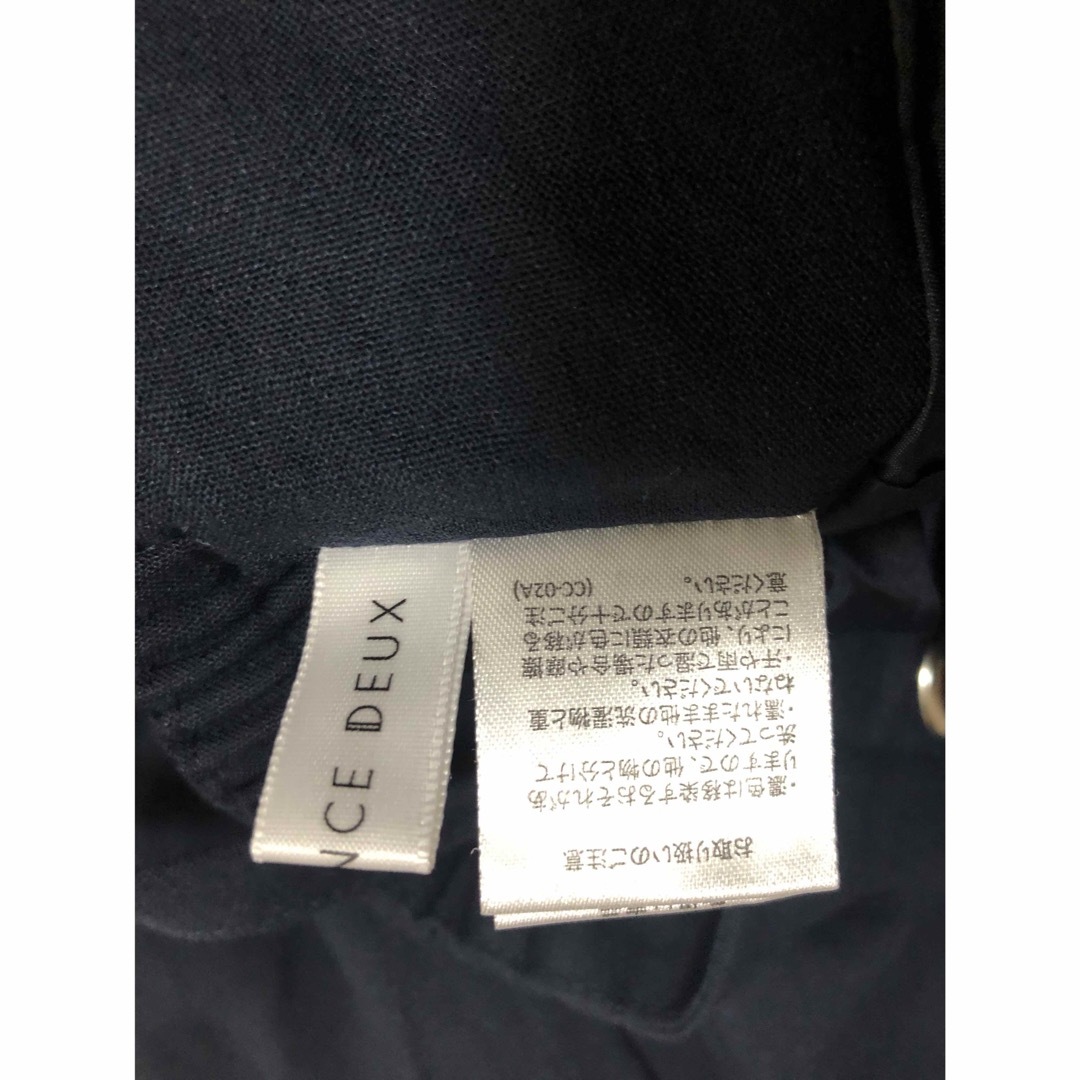 NCE DEUX
お取り扱いのご注意
・濃色は移染するおそれがあ
りますので、他の物と分けて
洗ってください。
・濡れたまま他の洗濯物と重
ねないでください。
・汗や雨で湿った場合や摩擦
により、他の衣類に色が移る
ことがありますので十分ご注
意ください。 (CC-02A)